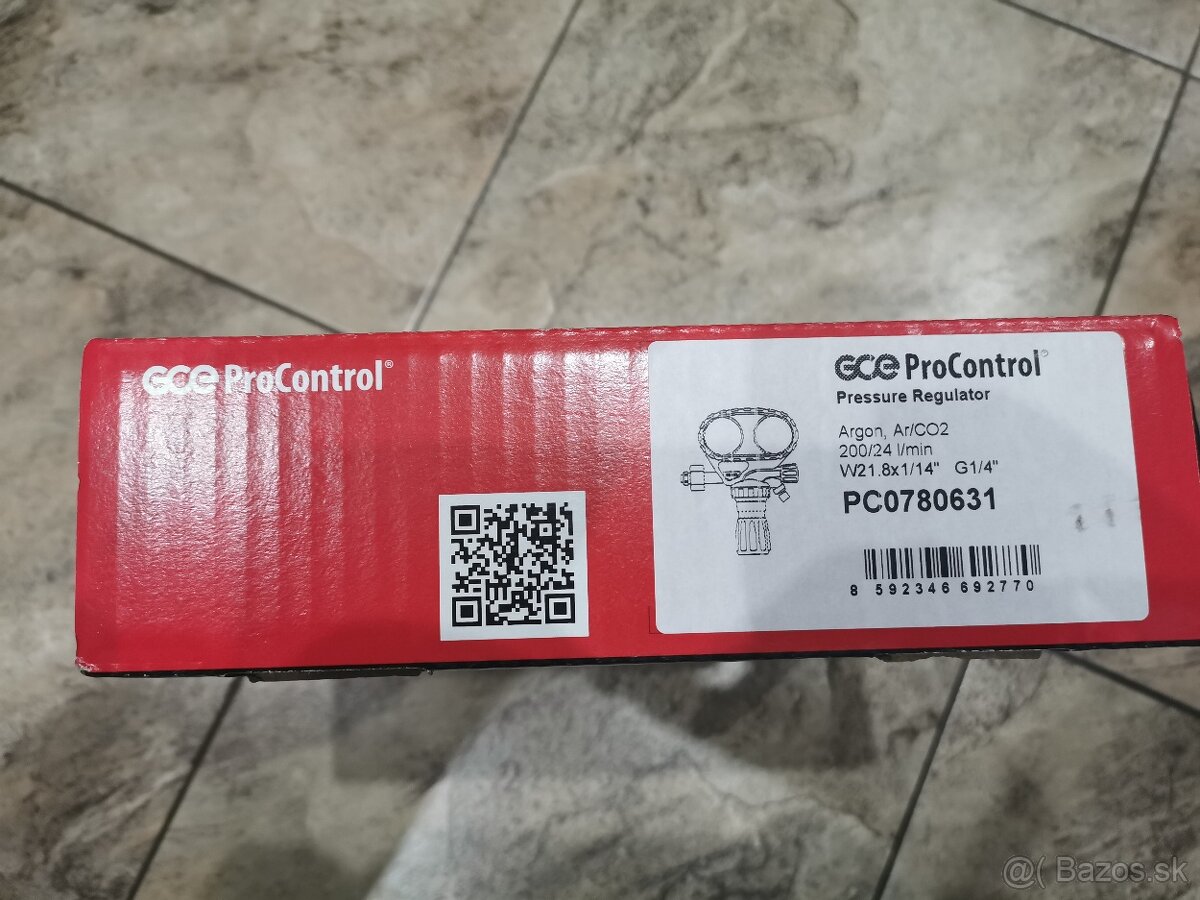 GCE ProControl®
GCE ProControl®
Pressure Regulator
Argon, Ar/CO2
200/24 l/min
W21.8x1/14" G1/4"
PC0780631
8 592346 692770
@( Bazos.sk